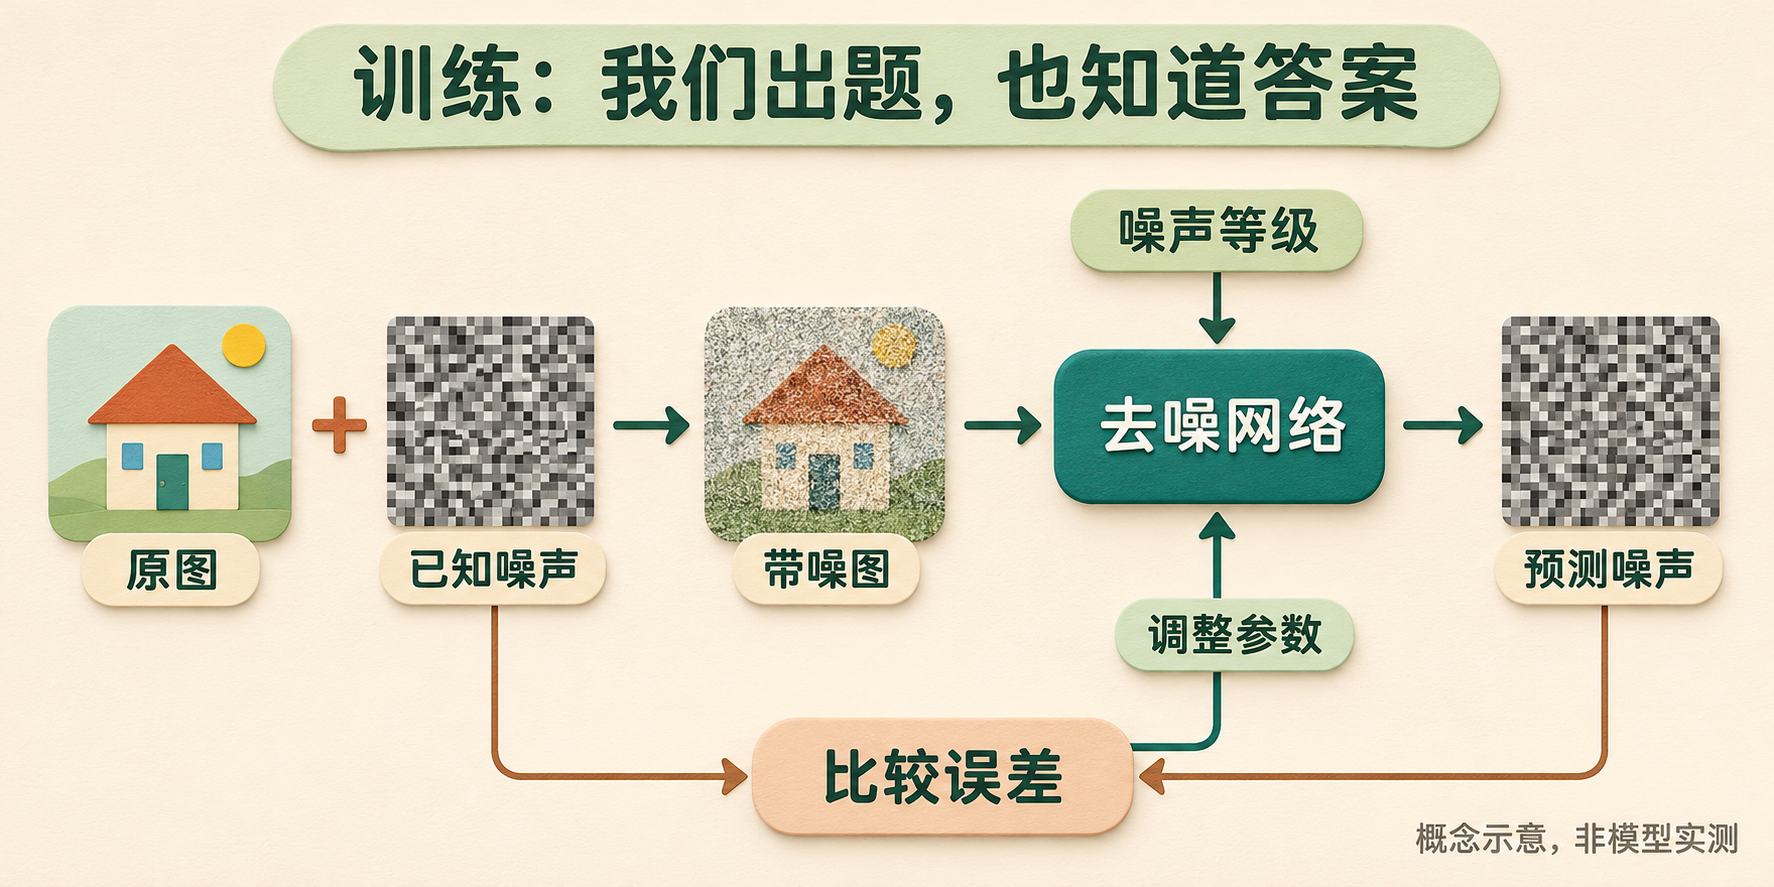 训练：我们出题，也知道答案
噪声等级
去噪网络
原图
已知噪声
带噪图
预测噪声
调整参数
比较误差
概念示意，非模型实测